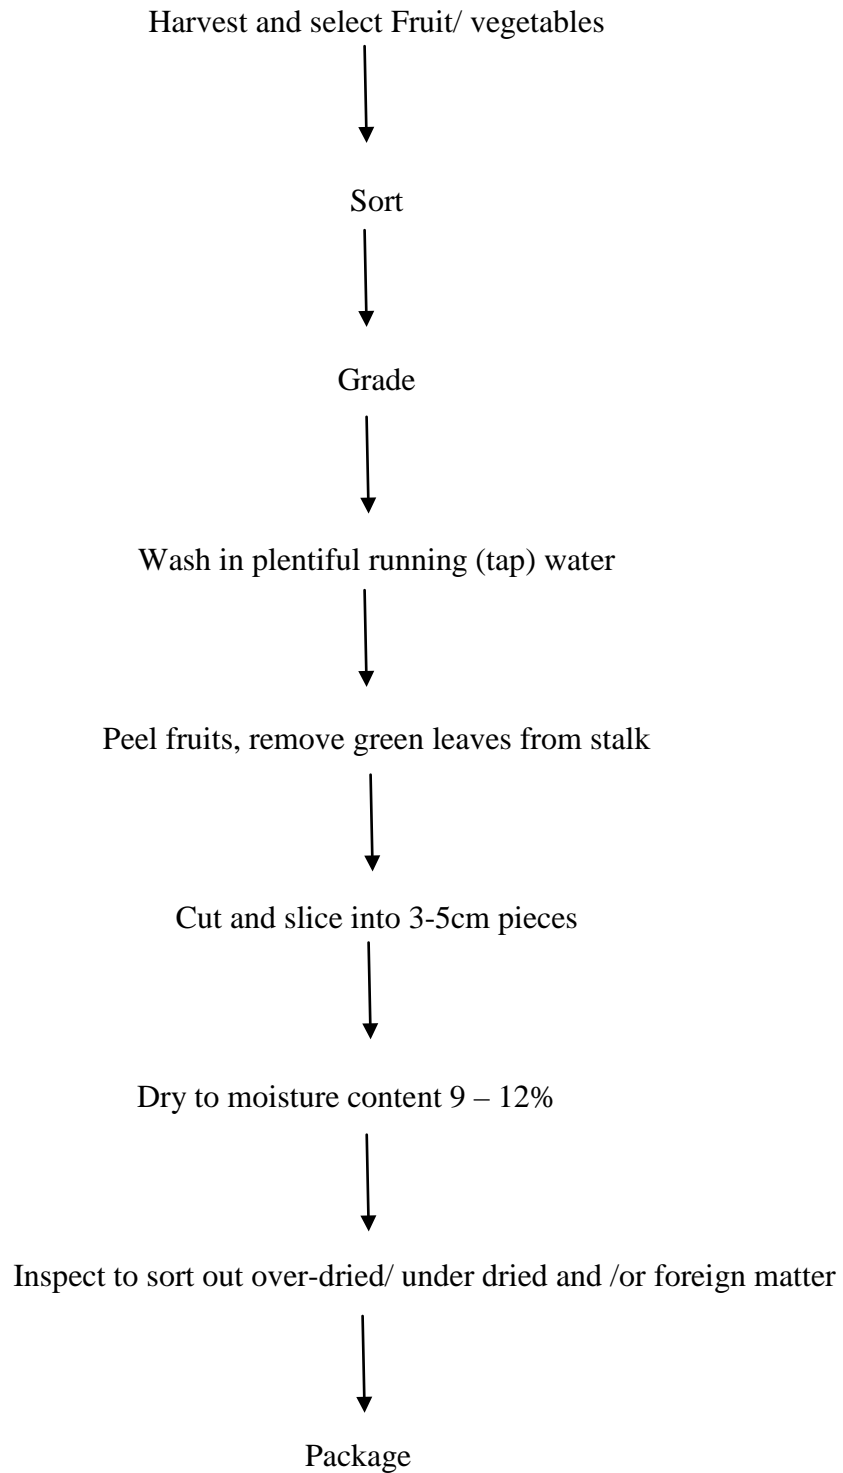 Harvest and select Fruit/ vegetables
Sort
Grade
Wash in plentiful running (tap) water
Peel fruits, remove green leaves from stalk
Cut and slice into 3-5cm pieces
Dry to moisture content 9 – 12%
Inspect to sort out over-dried/ under dried and /or foreign matter
Package